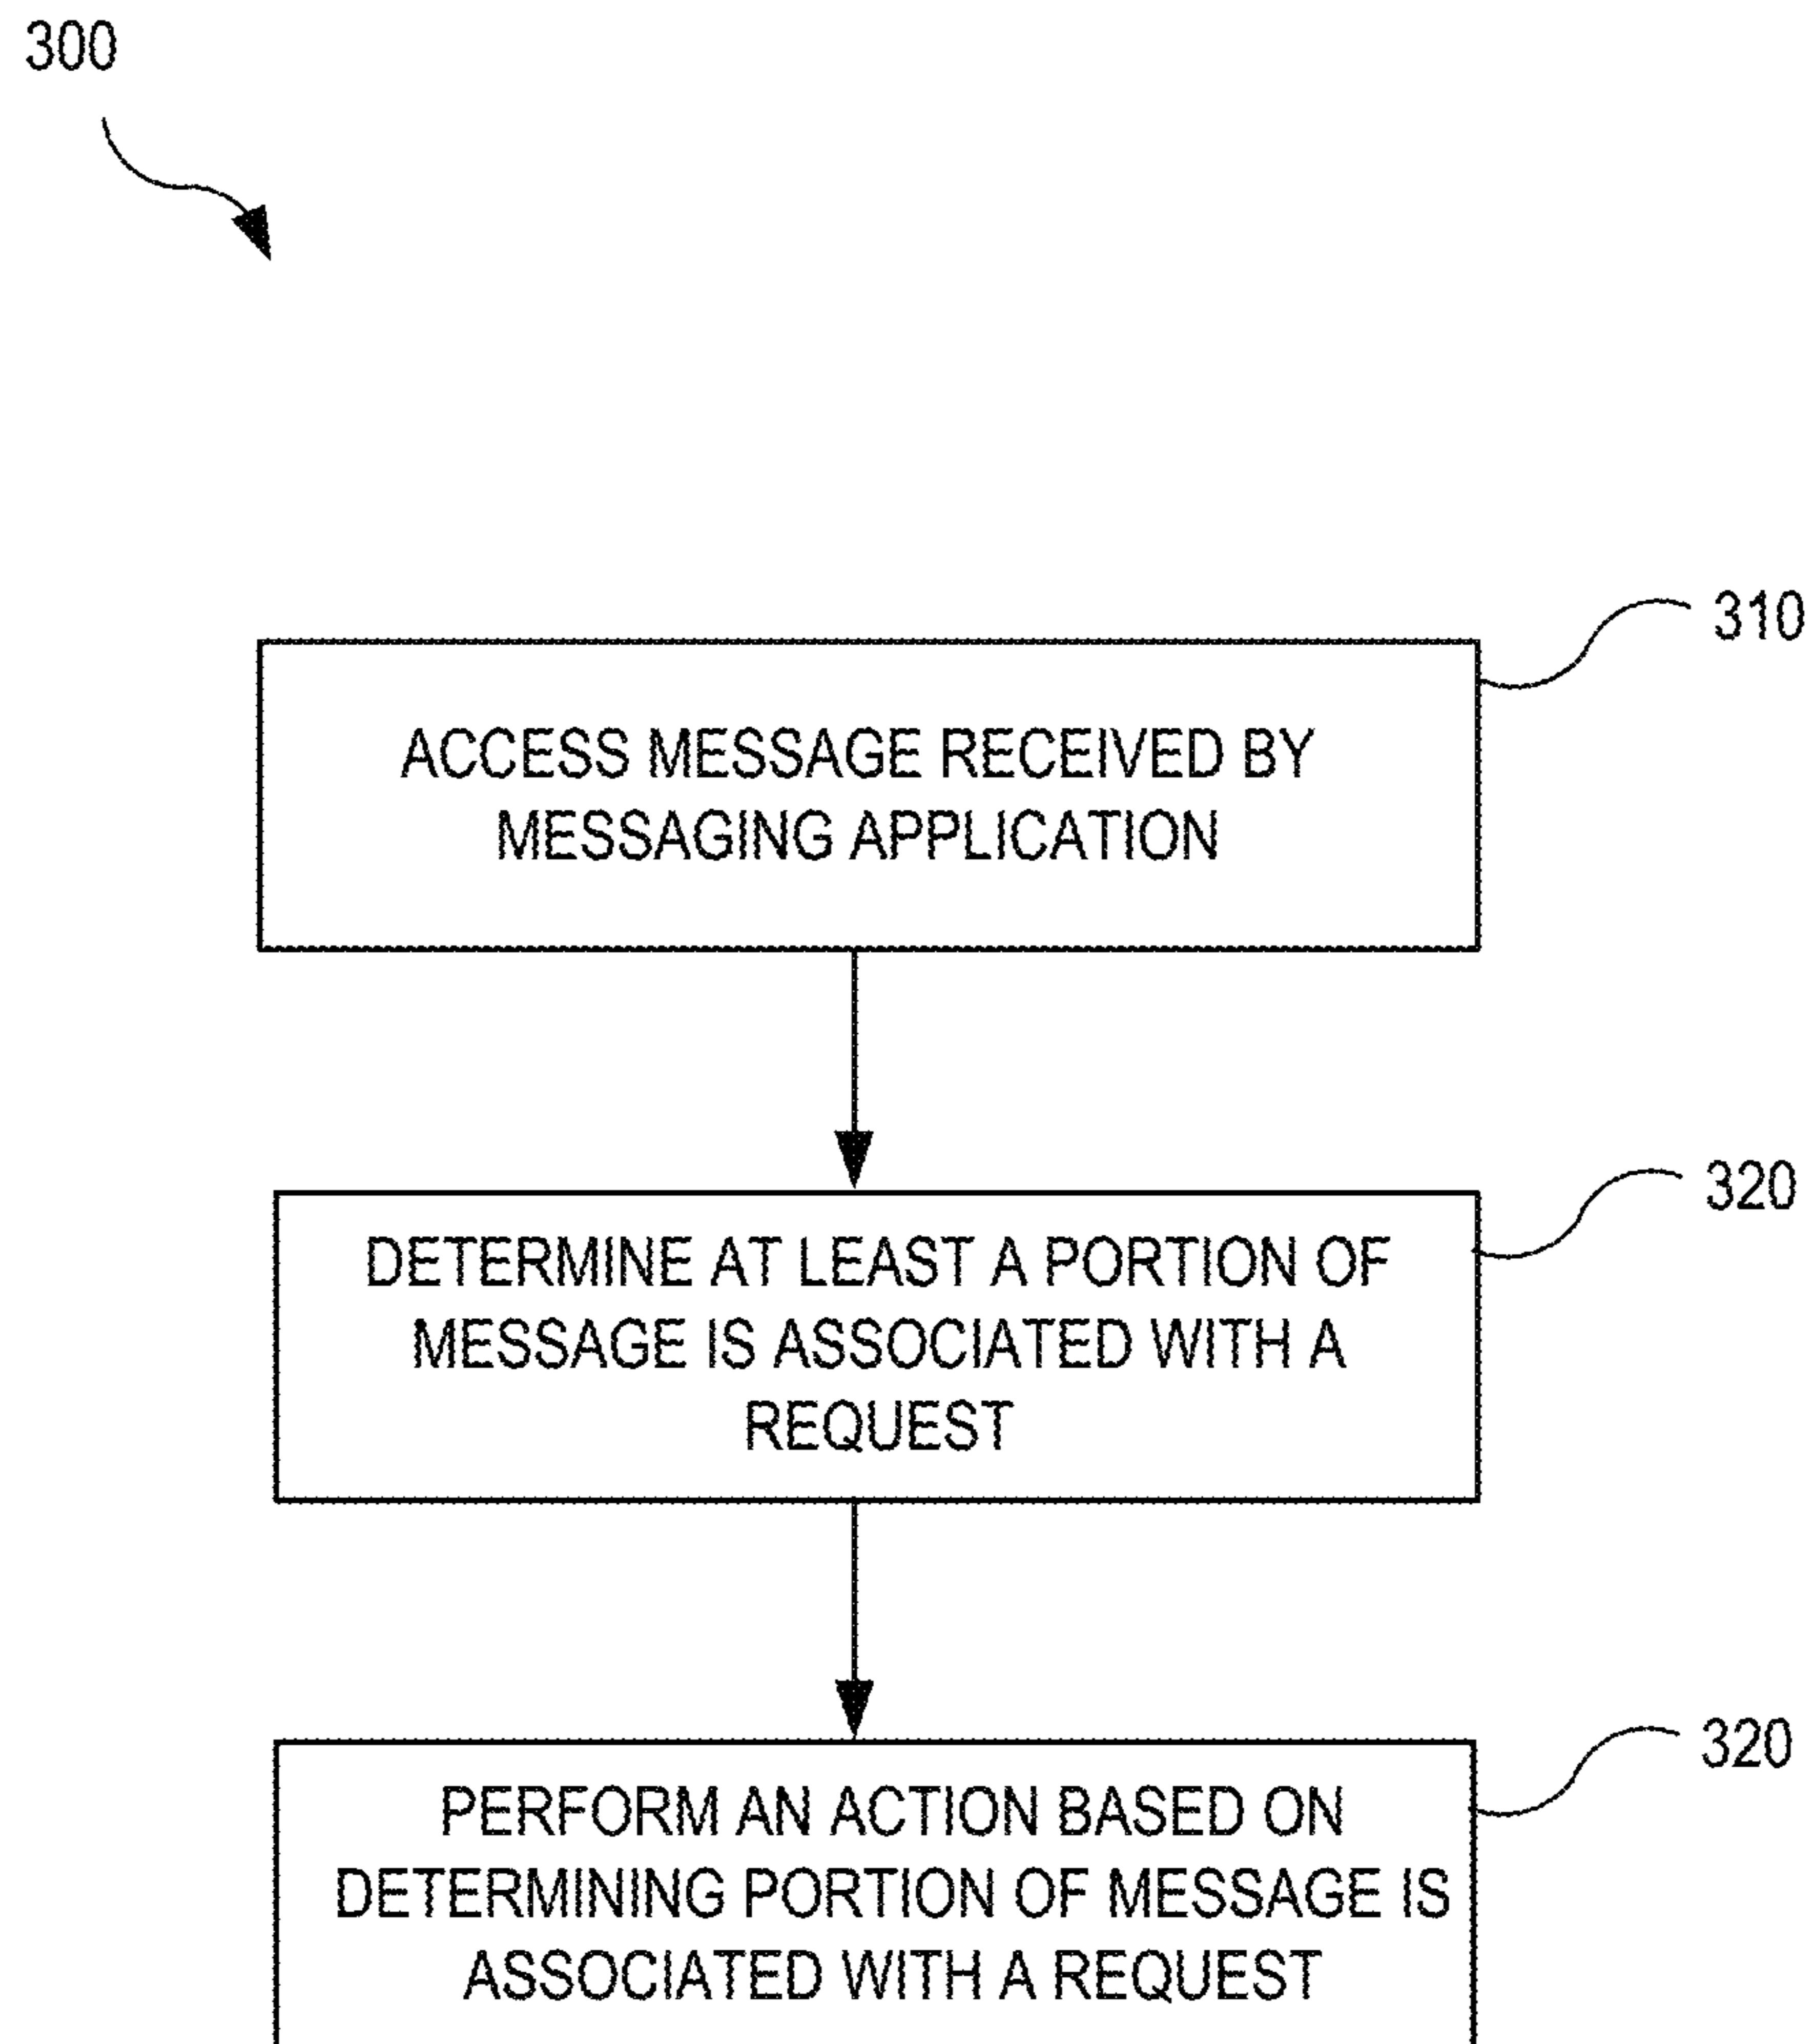 300
310
ACCESS MESSAGE RECEIVED BY
MESSAGING APPLICATION
320
DETERMINE AT LEAST A PORTION OF
MESSAGE IS ASSOCIATED WITH A
REQUEST
320
PERFORM AN ACTION BASED ON
DETERMINING PORTION OF MESSAGE IS
ASSOCIATED WITH A REQUEST